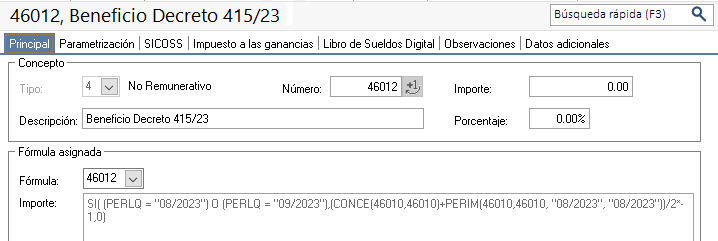 46012, Beneficio Decreto 415/23
Búsqueda rápida (F3)
Principal Parametrización SICOSS Impuesto a las ganancias Libro de Sueldos Digital Observaciones Datos adicionales
Concepto
Tipo: 4 No Remunerativo Número: 46012 +1 Importe: 0.00
Descripción: Beneficio Decreto 415/23 Porcentaje: 0.00%
Fórmula asignada
Fórmula: 46012
Importe: SI( (PERLQ = "08/2023") O (PERLQ = "09/2023"),(CONCE(46010,46010)+PERIM(46010,46010, "08/2023", "08/2023"))/2*-
1,0)